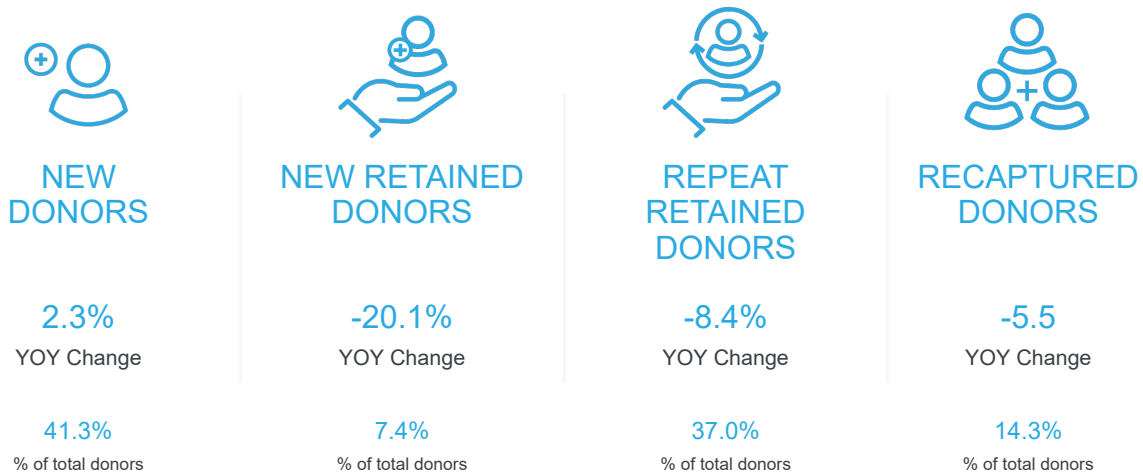 NEW
DONORS
2.3%
YOY Change
41.3%
% of total donors
NEW RETAINED
DONORS
-20.1%
YOY Change
7.4%
% of total donors
REPEAT
RETAINED
DONORS
-8.4%
YOY Change
37.0%
% of total donors
RECAPTURED
DONORS
-5.5
YOY Change
14.3%
% of total donors